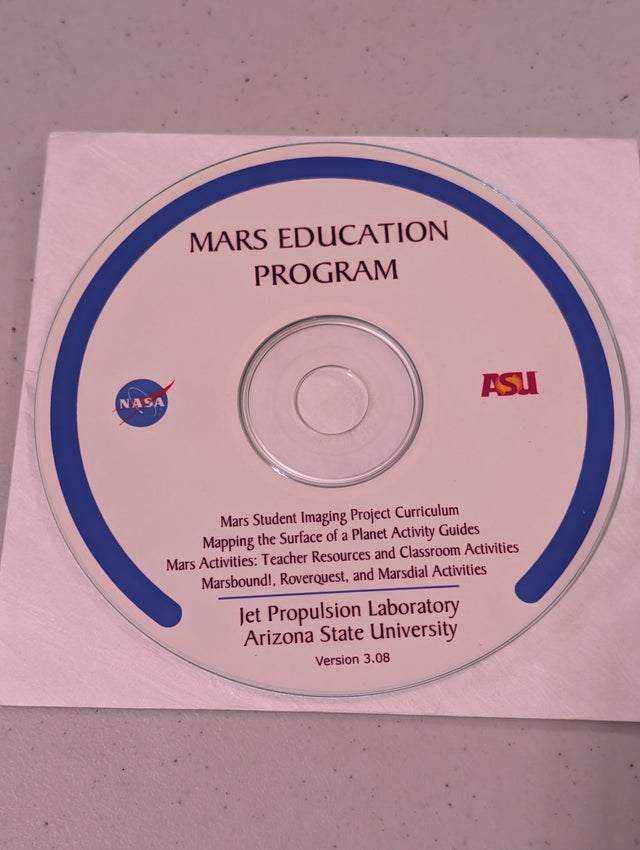 MARS EDUCATION
PROGRAM
NASA
ASU
Mars Student Imaging Project Curriculum
Mapping the Surface of a Planet Activity Guides
Mars Activities: Teacher Resources and Classroom Activities
Marsbound!, Roverquest, and Marsdial Activities
Jet Propulsion Laboratory
Arizona State University
Version 3.08